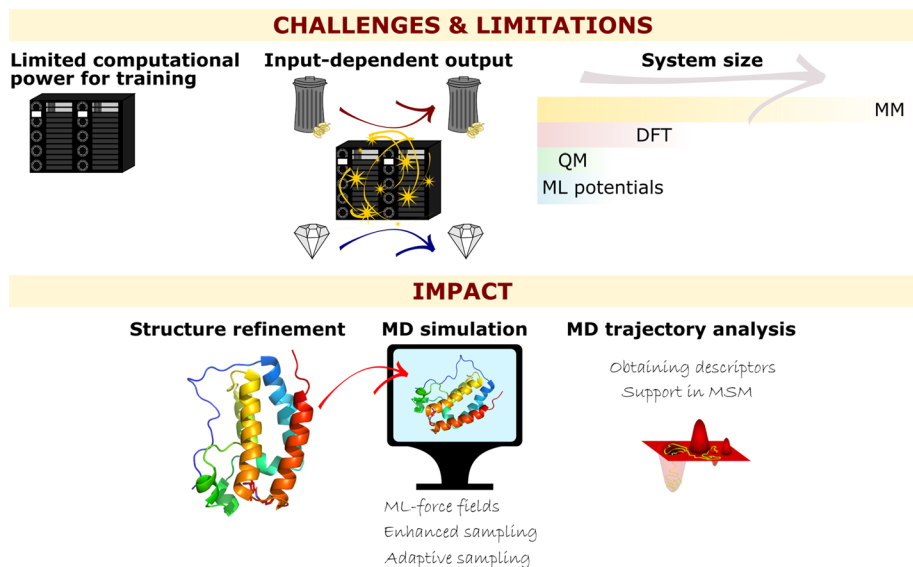 CHALLENGES & LIMITATIONS
Limited computational
power for training
Input-dependent output
System size
MM
DFT
QM
ML potentials
IMPACT
Structure refinement
MD simulation
ML-force fields
Enhanced sampling
Adaptive sampling
MD trajectory analysis
Obtaining descriptors
Support in MSM